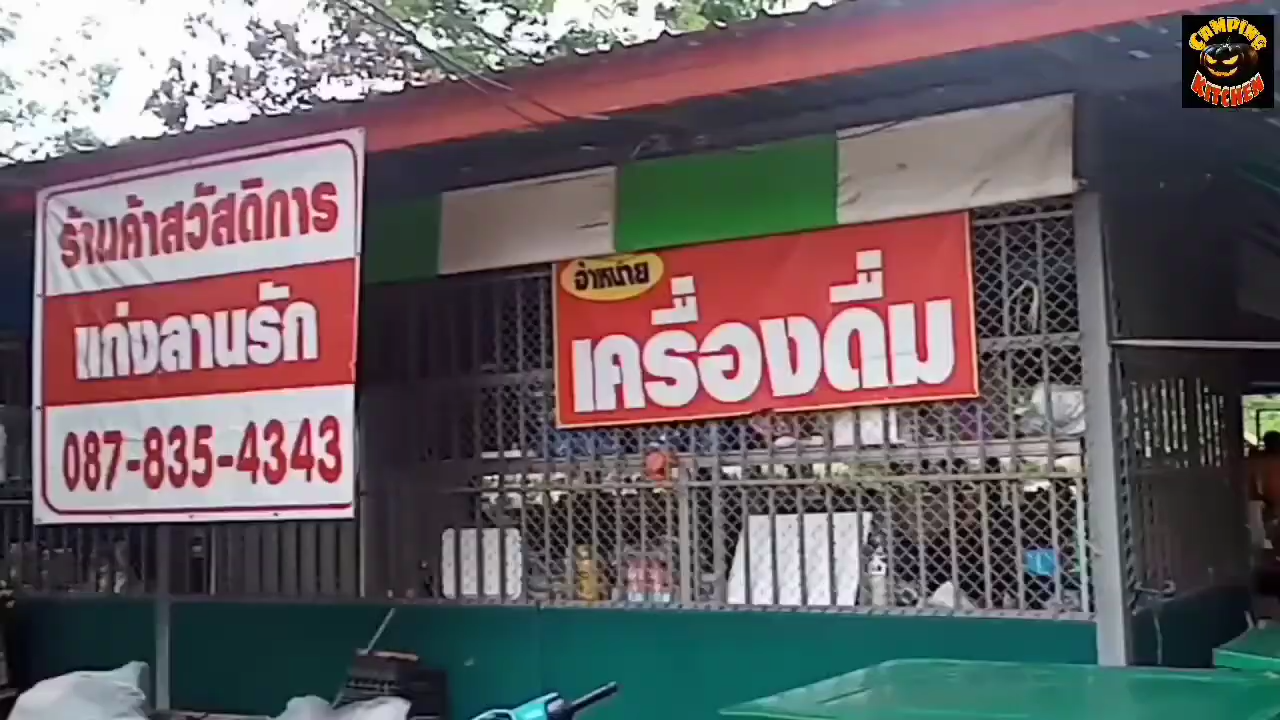 ร้านค้าสวัสดิการ
แก่งลานรัก
087-835-4343
จำหน่าย
เครื่องดื่ม
CAMPING
KITCHEN